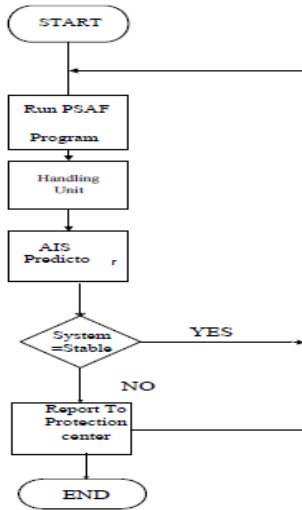 START
Run PSAF
Program
Handling
Unit
AIS
Predicto r
System
=Stable
YES
NO
Report To
Protection
center
END